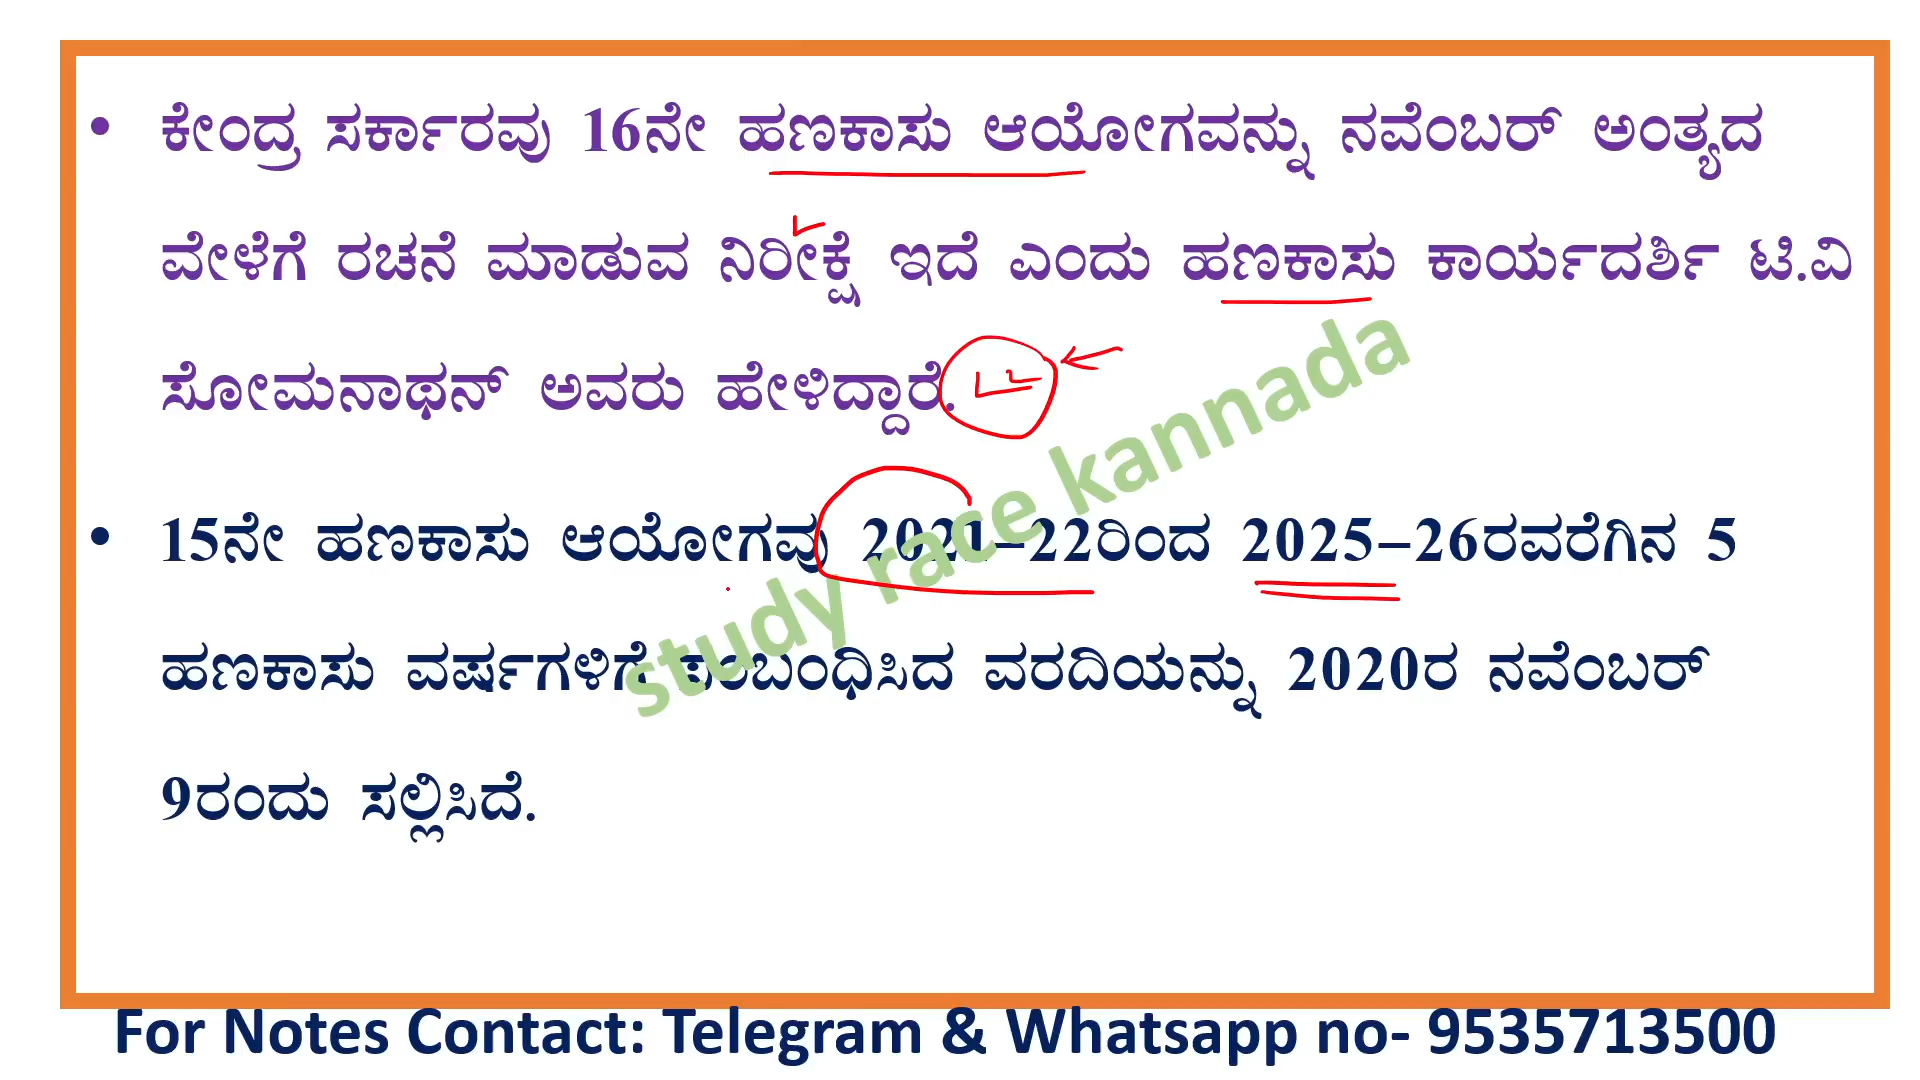 • ಕೇಂದ್ರ ಸರ್ಕಾರವು 16ನೇ ಹಣಕಾಸು ಆಯೋಗವನ್ನು ನವೆಂಬರ್ ಅಂತ್ಯದ
ವೇಳೆಗೆ ರಚನೆ ಮಾಡುವ ನಿರೀಕ್ಷೆ ಇದೆ ಎಂದು ಹಣಕಾಸು ಕಾರ್ಯದರ್ಶಿ ಟಿ.ವಿ
ಸೋಮನಾಥನ್ ಅವರು ಹೇಳಿದ್ದಾರೆ.
• 15ನೇ ಹಣಕಾಸು ಆಯೋಗವು 2021–22ರಿಂದ 2025–26ರವರೆಗಿನ 5
ಹಣಕಾಸು ವರ್ಷಗಳಿಗೆ ಸಂಬಂಧಿಸಿದ ವರದಿಯನ್ನು 2020ರ ನವೆಂಬರ್
9ರಂದು ಸಲ್ಲಿಸಿದೆ.
study race kannada
For Notes Contact: Telegram & Whatsapp no- 9535713500